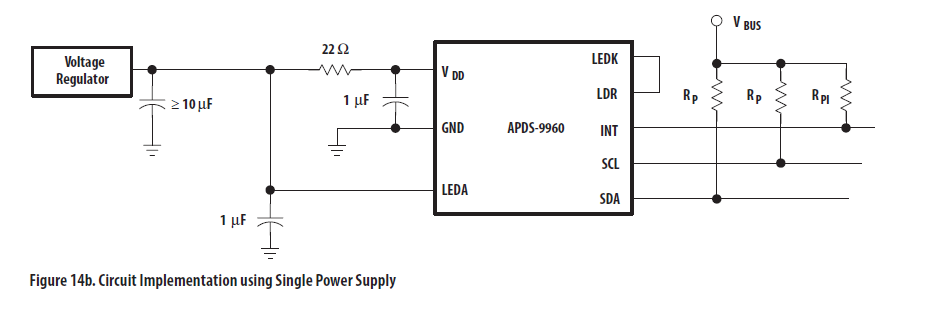 Voltage
Regulator
≥ 10 µF
22 Ω
1 µF
1 µF
V DD
GND
LEDA
APDS-9960
LEDK
LDR
INT
SCL
SDA
V BUS
R P
R P
R PI
Figure 14b. Circuit Implementation using Single Power Supply